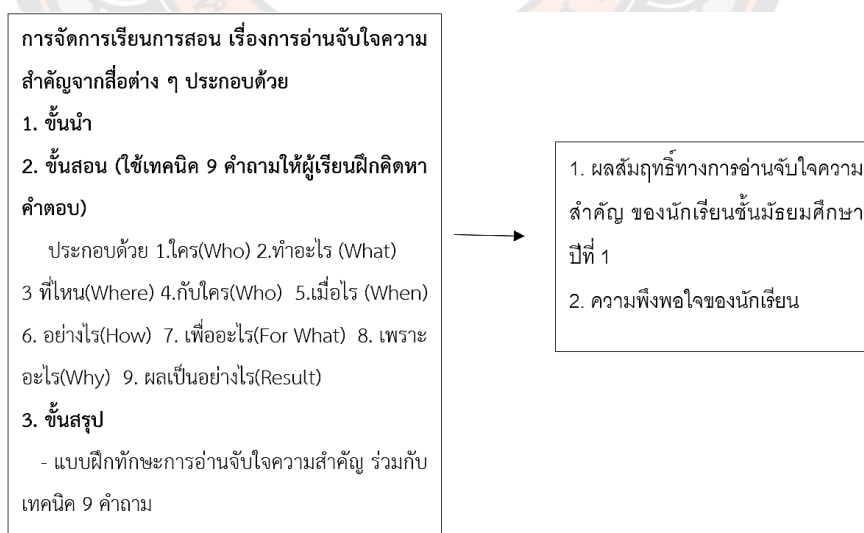 การจัดการเรียนการสอน เรื่องการอ่านจับใจความ
สำคัญจากสื่อต่าง ๆ ประกอบด้วย
1. ขั้นนำ
2. ขั้นสอน (ใช้เทคนิค 9 คำถามให้ผู้เรียนฝึกคิดหา
คำตอบ)
ประกอบด้วย 1.ใคร(Who) 2.ทำอะไร (What)
3 ที่ไหน(Where) 4.กับใคร(Who) 5.เมื่อไร (When)
6. อย่างไร(How) 7. เพื่ออะไร(For What) 8. เพราะ
อะไร(Why) 9. ผลเป็นอย่างไร(Result)
3. ขั้นสรุป
- แบบฝึกทักษะการอ่านจับใจความสำคัญ ร่วมกับ
เทคนิค 9 คำถาม
1. ผลสัมฤทธิ์ทางการอ่านจับใจความ
สำคัญ ของนักเรียนชั้นมัธยมศึกษา
ปีที่ 1
2. ความพึงพอใจของนักเรียน